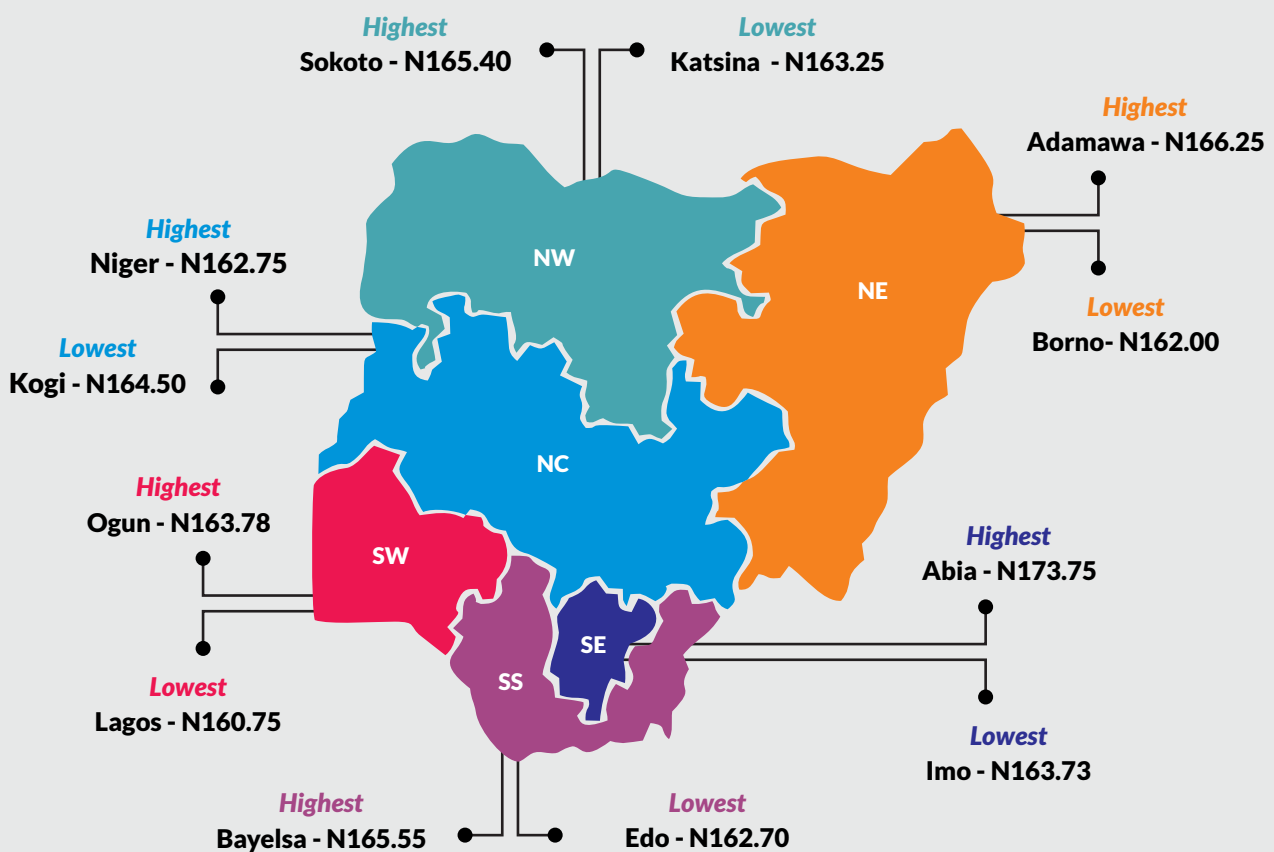 Highest
Sokoto - N165.40
Lowest
Katsina - N163.25
Highest
Adamawa - N166.25
Lowest
Borno- N162.00
Highest
Niger - N162.75
Lowest
Kogi - N164.50
NW
NE
NC
SW
SE
SS
Highest
Ogun - N163.78
Lowest
Lagos - N160.75
Highest
Abia - N173.75
Lowest
Imo - N163.73
Highest
Bayelsa - N165.55
Lowest
Edo - N162.70